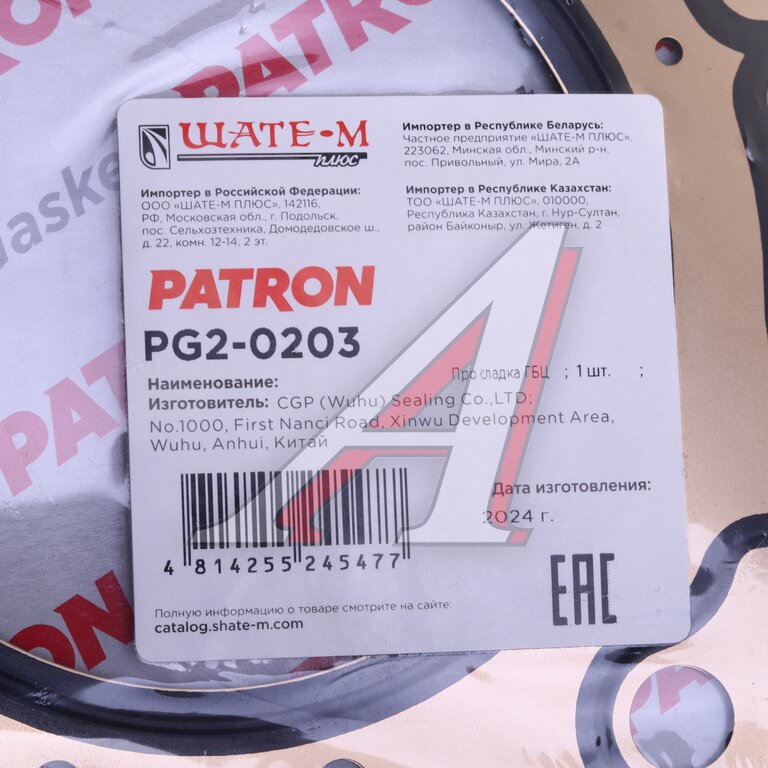 PATRON
PATRON
PATRON
ШАТЕ-М
плюс
Импортер в Российской Федерации:
ООО «ШАТЕ-М ПЛЮС», 142116,
РФ, Московская обл., г. Подольск,
пос. Сельхозтехника, Домодедовское ш.,
д. 22, комн. 12-14, 2 эт.
Импортер в Республике Беларусь:
Частное предприятие «ШАТЕ-М ПЛЮС»,
223062, Минская обл., Минский р-н,
пос. Привольный, ул. Мира, 2А
Импортер в Республике Казахстан:
ТОО «ШАТЕ-М ПЛЮС», 010000,
Республика Казахстан, г. Нур-Султан,
район Байконыр, ул. Жетиген, д. 2
PATRON
PG2-0203
Наименование:
Прокладка ГБЦ ; 1 шт. ;
Изготовитель: CGP (Wuhu) Sealing Co.,LTD;
No.1000, First Nanci Road, Xinwu Development Area,
Wuhu, Anhui, Китай
Дата изготовления:
2024 г.
4 814255 245477
EAC
Полную информацию о товаре смотрите на сайте:
catalog.shate-m.com
PATRON
PATRON